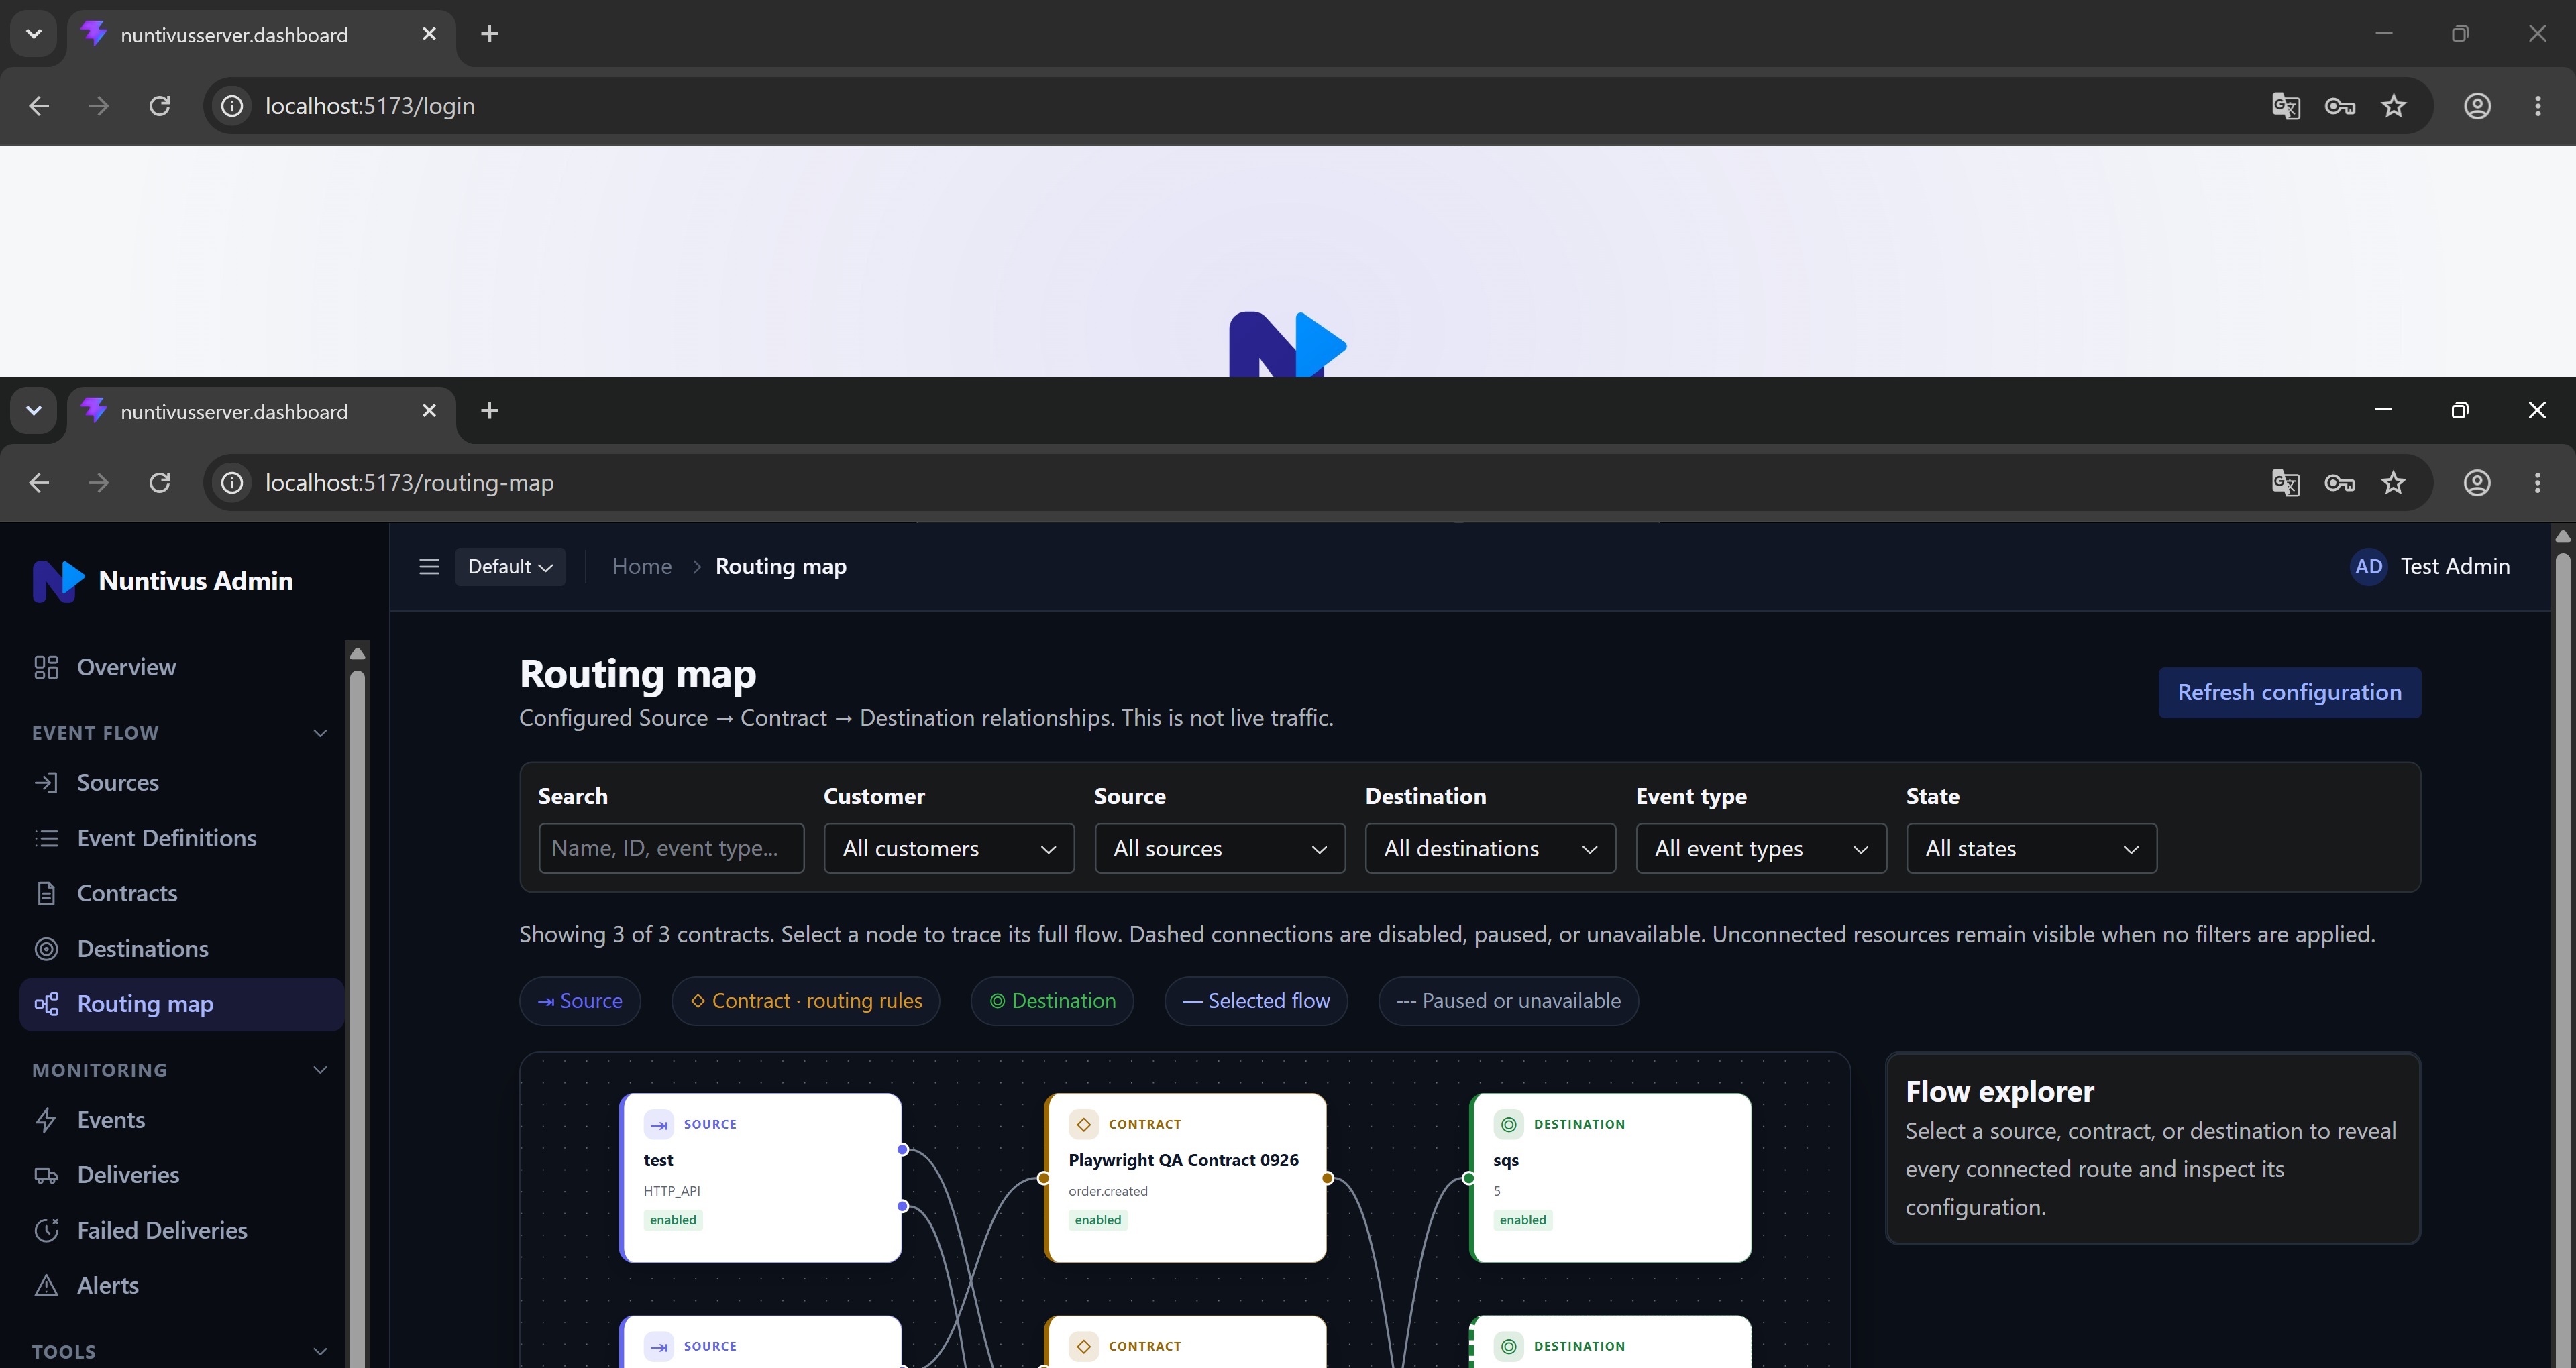 nuntivusserver.dashboard
localhost:5173/login
nuntivusserver.dashboard
localhost:5173/routing-map
Nuntivus Admin
Default
Home > Routing map
AD Test Admin
Overview
EVENT FLOW
Sources
Event Definitions
Contracts
Destinations
Routing map
MONITORING
Events
Deliveries
Failed Deliveries
Alerts
TOOLS
Routing map
Configured Source → Contract → Destination relationships. This is not live traffic.
Refresh configuration
Search Customer Source Destination Event type State
Name, ID, event type... All customers All sources All destinations All event types All states
Showing 3 of 3 contracts. Select a node to trace its full flow. Dashed connections are disabled, paused, or unavailable. Unconnected resources remain visible when no filters are applied.
Source Contract · routing rules Destination — Selected flow --- Paused or unavailable
SOURCE
test
HTTP_API
enabled
CONTRACT
Playwright QA Contract 0926
order.created
enabled
DESTINATION
sqs
5
enabled
SOURCE
CONTRACT
DESTINATION
Flow explorer
Select a source, contract, or destination to reveal
every connected route and inspect its
configuration.